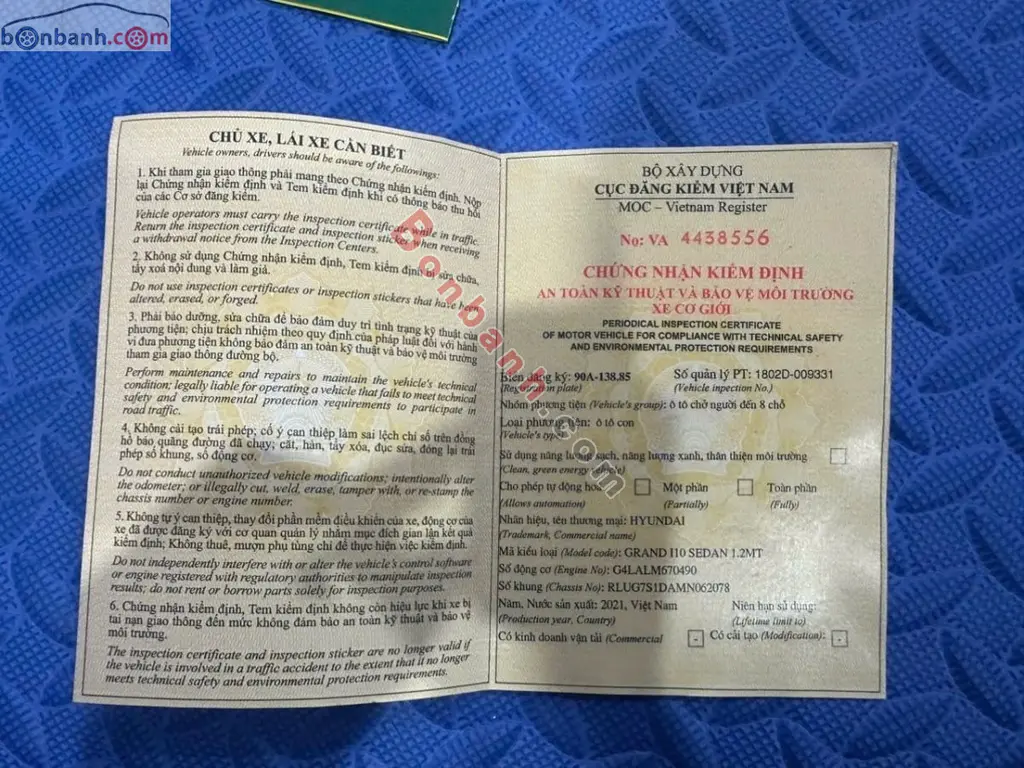 bonbanh.com
CHỦ XE, LÁI XE CẦN BIẾT
Vehicle owners, drivers should be aware of the followings:
1. Khi tham gia giao thông phải mang theo Chứng nhận kiểm định. Nộp
lại Chứng nhận kiểm định và Tem kiểm định khi có thông báo thu hồi
của các Cơ sở đăng kiểm.
Vehicle operators must carry the inspection certificate while in traffic.
Return the inspection certificate and inspection sticker when receiving
a withdrawal notice from the Inspection Centers.
2. Không sử dụng Chứng nhận kiểm định, Tem kiểm định bị sửa chữa,
tẩy xoá nội dung và làm giả.
Do not use inspection certificates or inspection stickers that have been
altered, erased, or forged.
3. Phải bảo dưỡng, sửa chữa để bảo đảm duy trì tình trạng kỹ thuật của
phương tiện; chịu trách nhiệm theo quy định của pháp luật đối với hành
vi đưa phương tiện không bảo đảm an toàn kỹ thuật và bảo vệ môi trường
tham gia giao thông đường bộ.
Perform maintenance and repairs to maintain the vehicle's technical
condition; legally liable for operating a vehicle that fails to meet technical
safety and environmental protection requirements to participate in
road traffic.
4. Không cải tạo trái phép; cố ý can thiệp làm sai lệch chỉ số trên đồng
hồ báo quãng đường đã chạy; cắt, hàn, tẩy xóa, đục sửa, đóng lại trái
phép số khung, số động cơ.
Do not conduct unauthorized vehicle modifications; intentionally alter
the odometer; or illegally cut, weld, erase, tamper with, or re-stamp the
chassis number or engine number.
5. Không tự ý can thiệp, thay đổi phần mềm điều khiển của xe, động cơ của
xe đã được đăng ký với cơ quan quản lý nhằm mục đích gian lận kết quả
kiểm định; Không thuê, mượn phụ tùng chỉ để thực hiện việc kiểm định.
Do not independently interfere with or alter the vehicle's control software
or engine registered with regulatory authorities to manipulate inspection
results; do not rent or borrow parts solely for inspection purposes.
6. Chứng nhận kiểm định, Tem kiểm định không còn hiệu lực khi xe bị
tai nạn giao thông đến mức không đảm bảo an toàn kỹ thuật và bảo vệ
môi trường.
The inspection certificate and inspection sticker are no longer valid if
the vehicle is involved in a traffic accident to the extent that it no longer
meets technical safety and environmental protection requirements.
BỘ XÂY DỰNG
CỤC ĐĂNG KIỂM VIỆT NAM
MOC – Vietnam Register
No: VA 4438556
CHỨNG NHẬN KIỂM ĐỊNH
AN TOÀN KỸ THUẬT VÀ BẢO VỆ MÔI TRƯỜNG
XE CƠ GIỚI
PERIODICAL INSPECTION CERTIFICATE
OF MOTOR VEHICLE FOR COMPLIANCE WITH TECHNICAL SAFETY
AND ENVIRONMENTAL PROTECTION REQUIREMENTS
Biển đăng ký: 90A-138.85 Số quản lý PT: 1802D-009331
(Registration plate) (Vehicle inpection No.)
Nhóm phương tiện (Vehicle's group): ô tô chở người đến 8 chỗ
Loại phương tiện: ô tô con
(Vehicle's type)
Sử dụng năng lượng sạch, năng lượng xanh, thân thiện môi trường
(Clean, green energy vehicle)
Cho phép tự động hoá Một phần Toàn phần
(Allows automation) (Partially) (Fully)
Nhãn hiệu, tên thương mại: HYUNDAI
(Trademark, Commercial name)
Mã kiểu loại (Model code): GRAND I10 SEDAN 1.2MT
Số động cơ (Engine No): G4LALM670490
Số khung (Chassis No): RLUG7S1DAMN062078
Năm, Nước sản xuất: 2021, Việt Nam Niên hạn sử dụng:
(Production year, Country) (Lifetime limit to)
Có kinh doanh vận tải (Commercial - Có cải tạo (Modification): -
Bonbanh.com